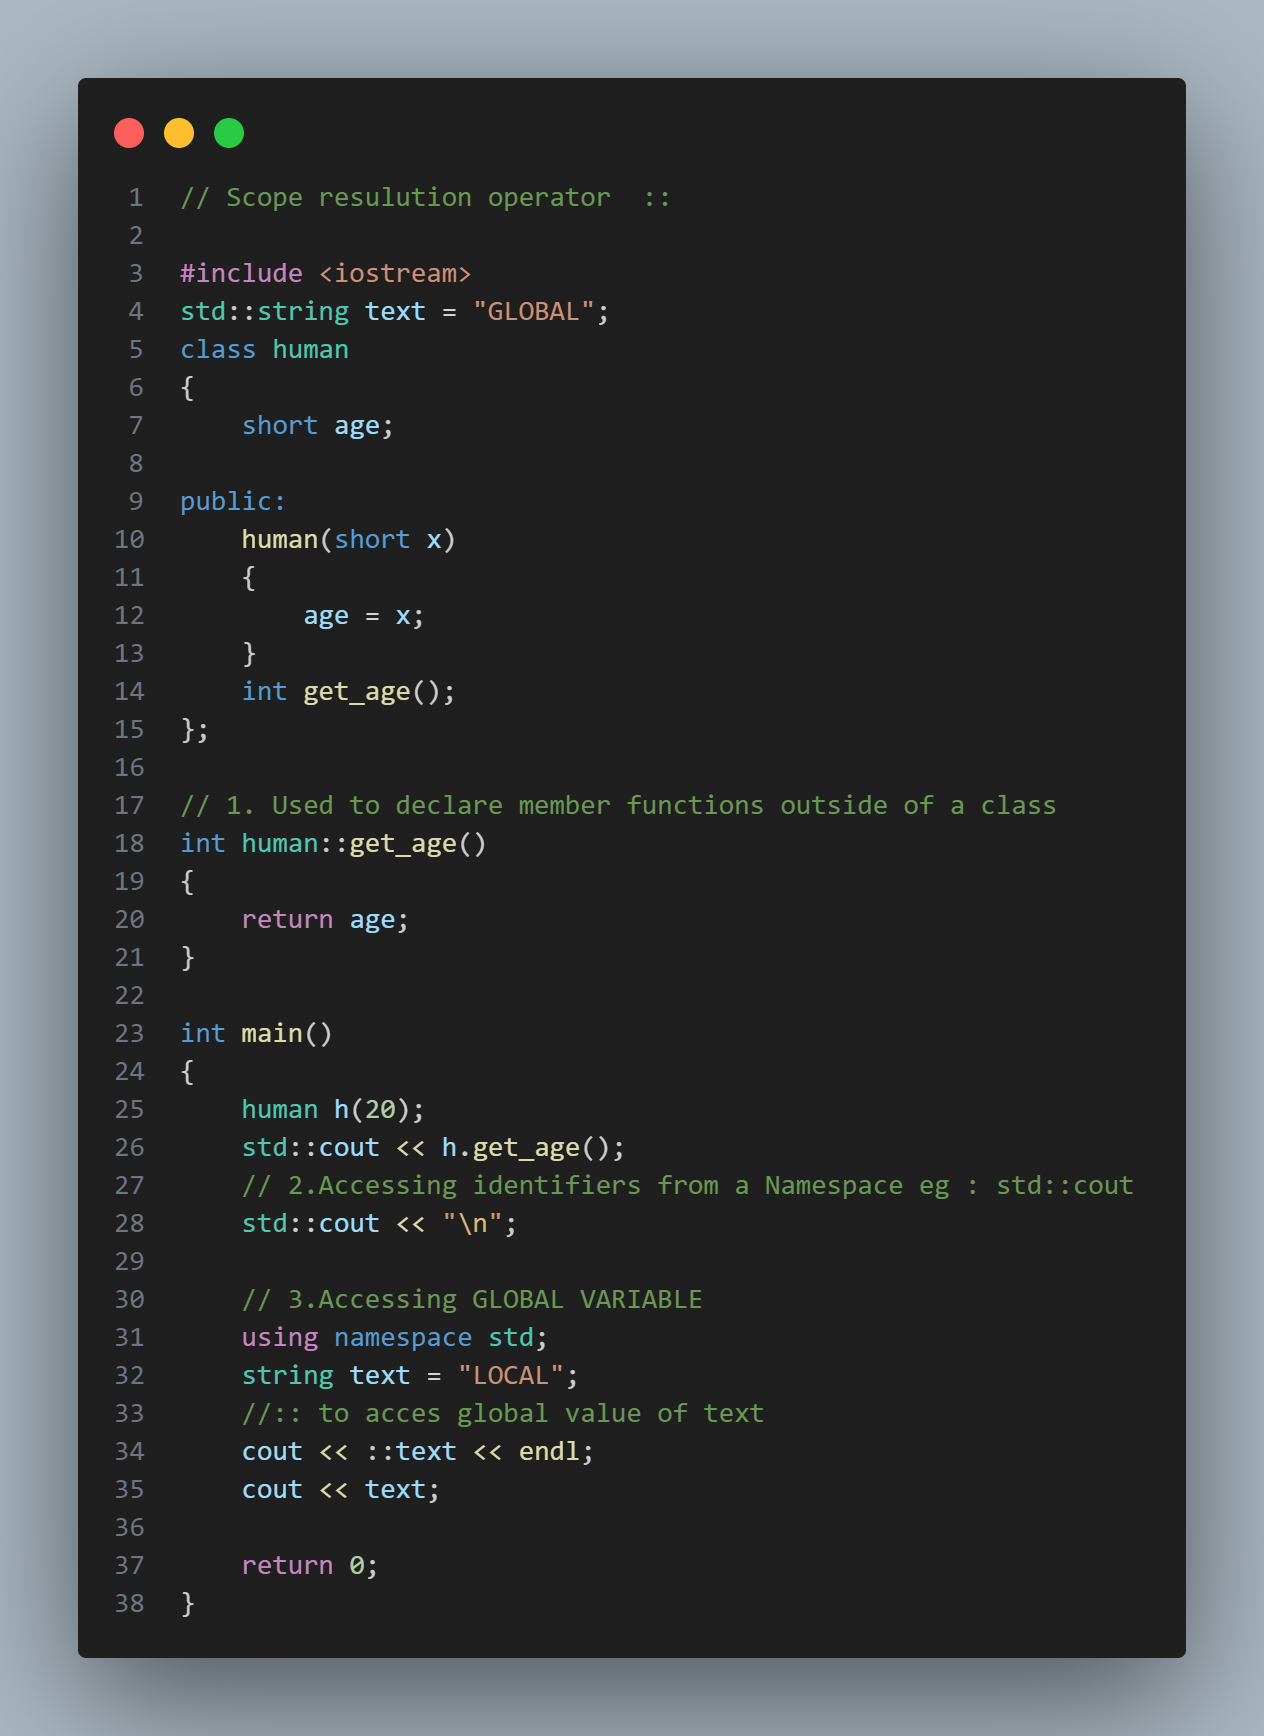 1 // Scope resulution operator  ::
2
3 #include <iostream>
4 std::string text = "GLOBAL";
5 class human
6 {
7     short age;
8
9 public:
10     human(short x)
11     {
12         age = x;
13     }
14     int get_age();
15 };
16
17 // 1. Used to declare member functions outside of a class
18 int human::get_age()
19 {
20     return age;
21 }
22
23 int main()
24 {
25     human h(20);
26     std::cout << h.get_age();
27     // 2.Accessing identifiers from a Namespace eg : std::cout
28     std::cout << "\n";
29
30     // 3.Accessing GLOBAL VARIABLE
31     using namespace std;
32     string text = "LOCAL";
33     //:: to acces global value of text
34     cout << ::text << endl;
35     cout << text;
36
37     return 0;
38 }